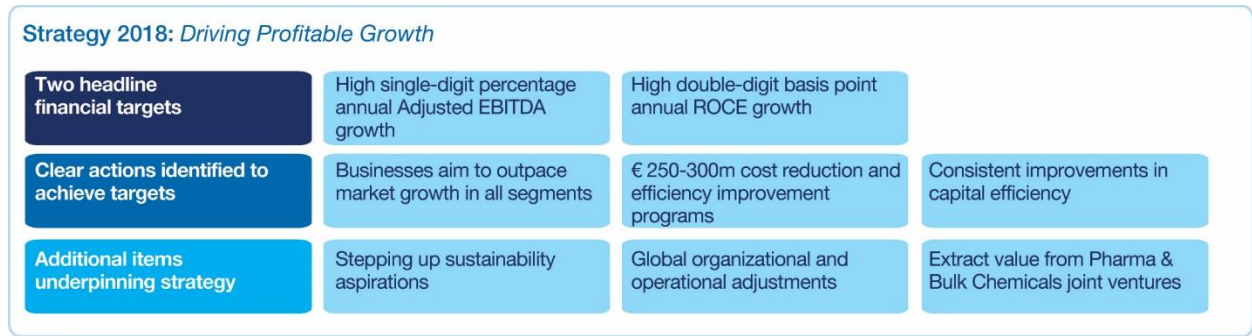 Strategy 2018: Driving Profitable Growth
Two headline
financial targets
High single-digit percentage
annual Adjusted EBITDA
growth
High double-digit basis point
annual ROCE growth
Clear actions identified to
achieve targets
Businesses aim to outpace
market growth in all segments
€ 250-300m cost reduction and
efficiency improvement
programs
Consistent improvements in
capital efficiency
Additional items
underpinning strategy
Stepping up sustainability
aspirations
Global organizational and
operational adjustments
Extract value from Pharma &
Bulk Chemicals joint ventures